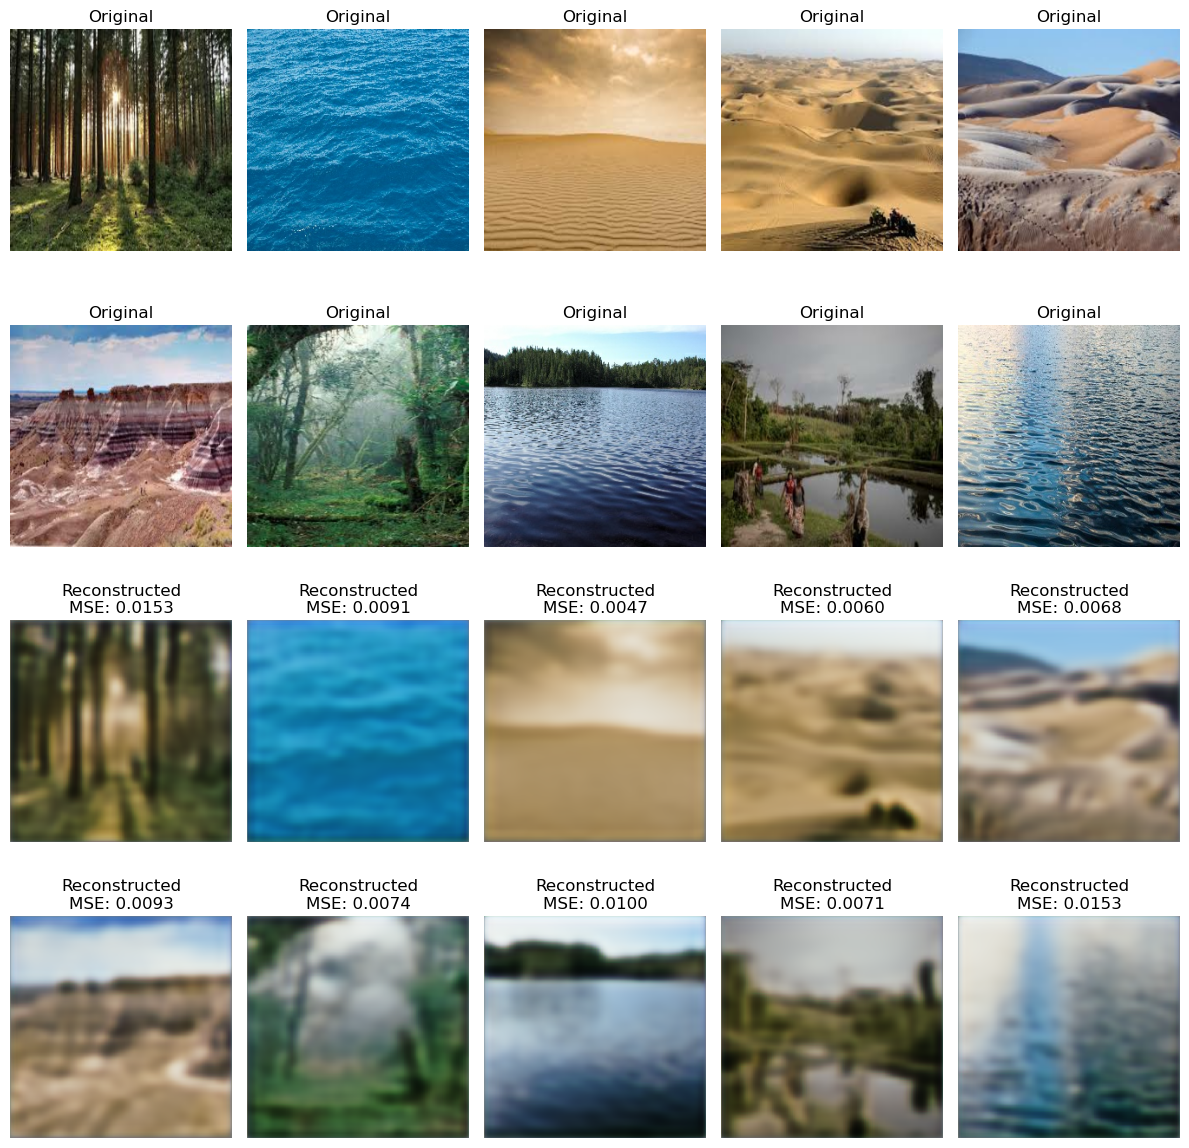 Original
Original
Original
Original
Original
Original
Original
Original
Original
Original
Reconstructed
MSE: 0.0153
Reconstructed
MSE: 0.0091
Reconstructed
MSE: 0.0047
Reconstructed
MSE: 0.0060
Reconstructed
MSE: 0.0068
Reconstructed
MSE: 0.0093
Reconstructed
MSE: 0.0074
Reconstructed
MSE: 0.0100
Reconstructed
MSE: 0.0071
Reconstructed
MSE: 0.0153